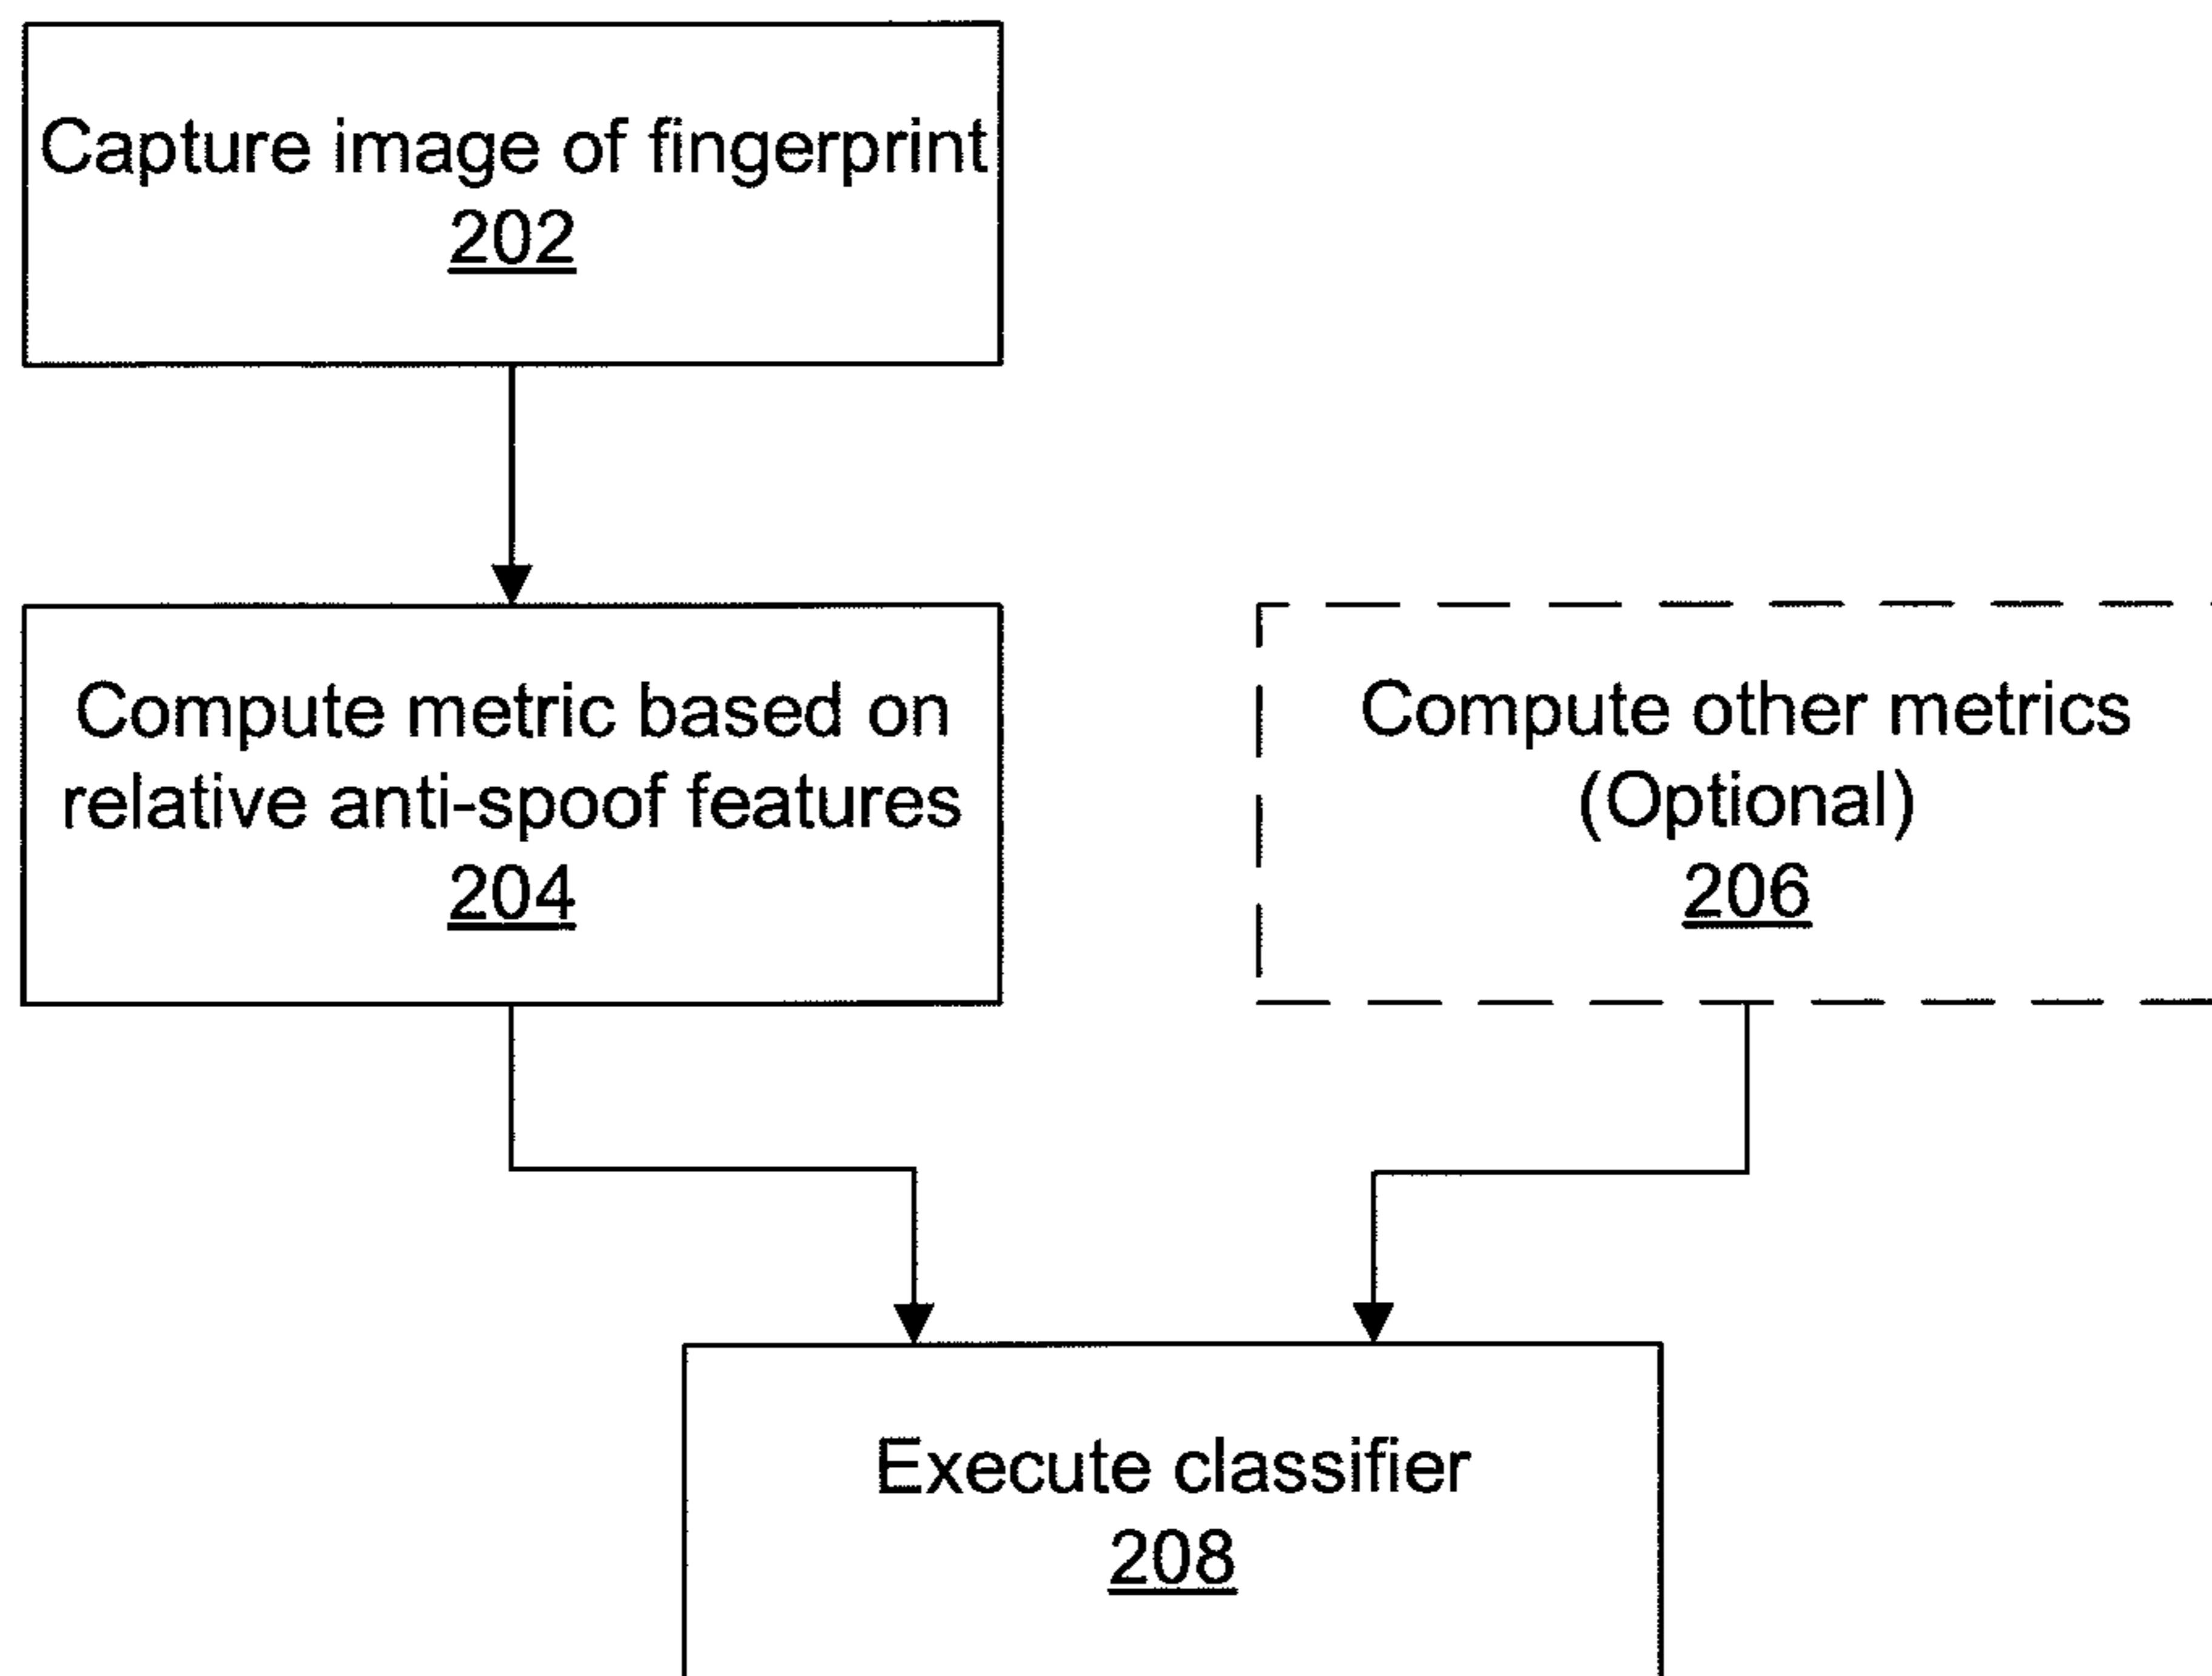 Capture image of fingerprint
202
Compute metric based on
relative anti-spoof features
204
Compute other metrics
(Optional)
206
Execute classifier
208